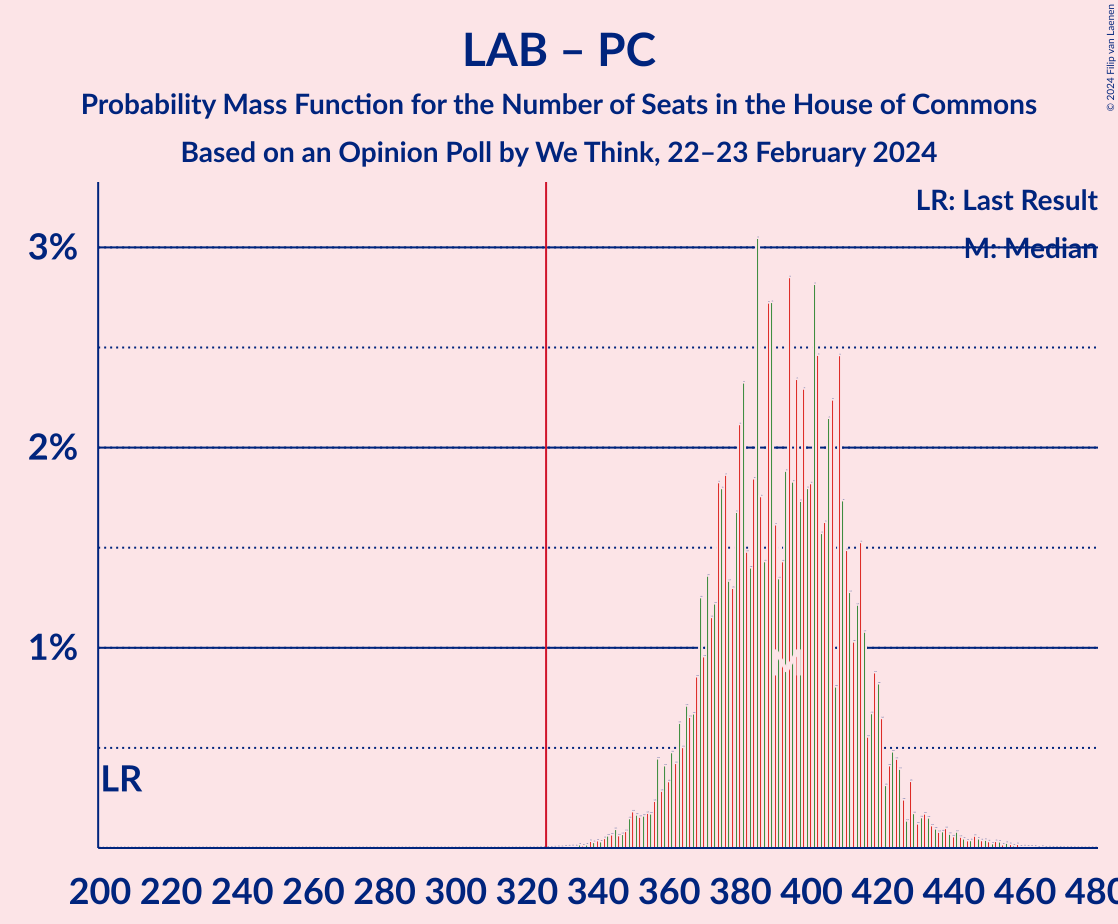 LAB – PC
Probability Mass Function for the Number of Seats in the House of Commons
Based on an Opinion Poll by We Think, 22–23 February 2024
© 2024 Filip van Laenen
LR: Last Result
M: Median
3%
2%
1%
M
LR
200 220 240 260 280 300 320 340 360 380 400 420 440 460 480